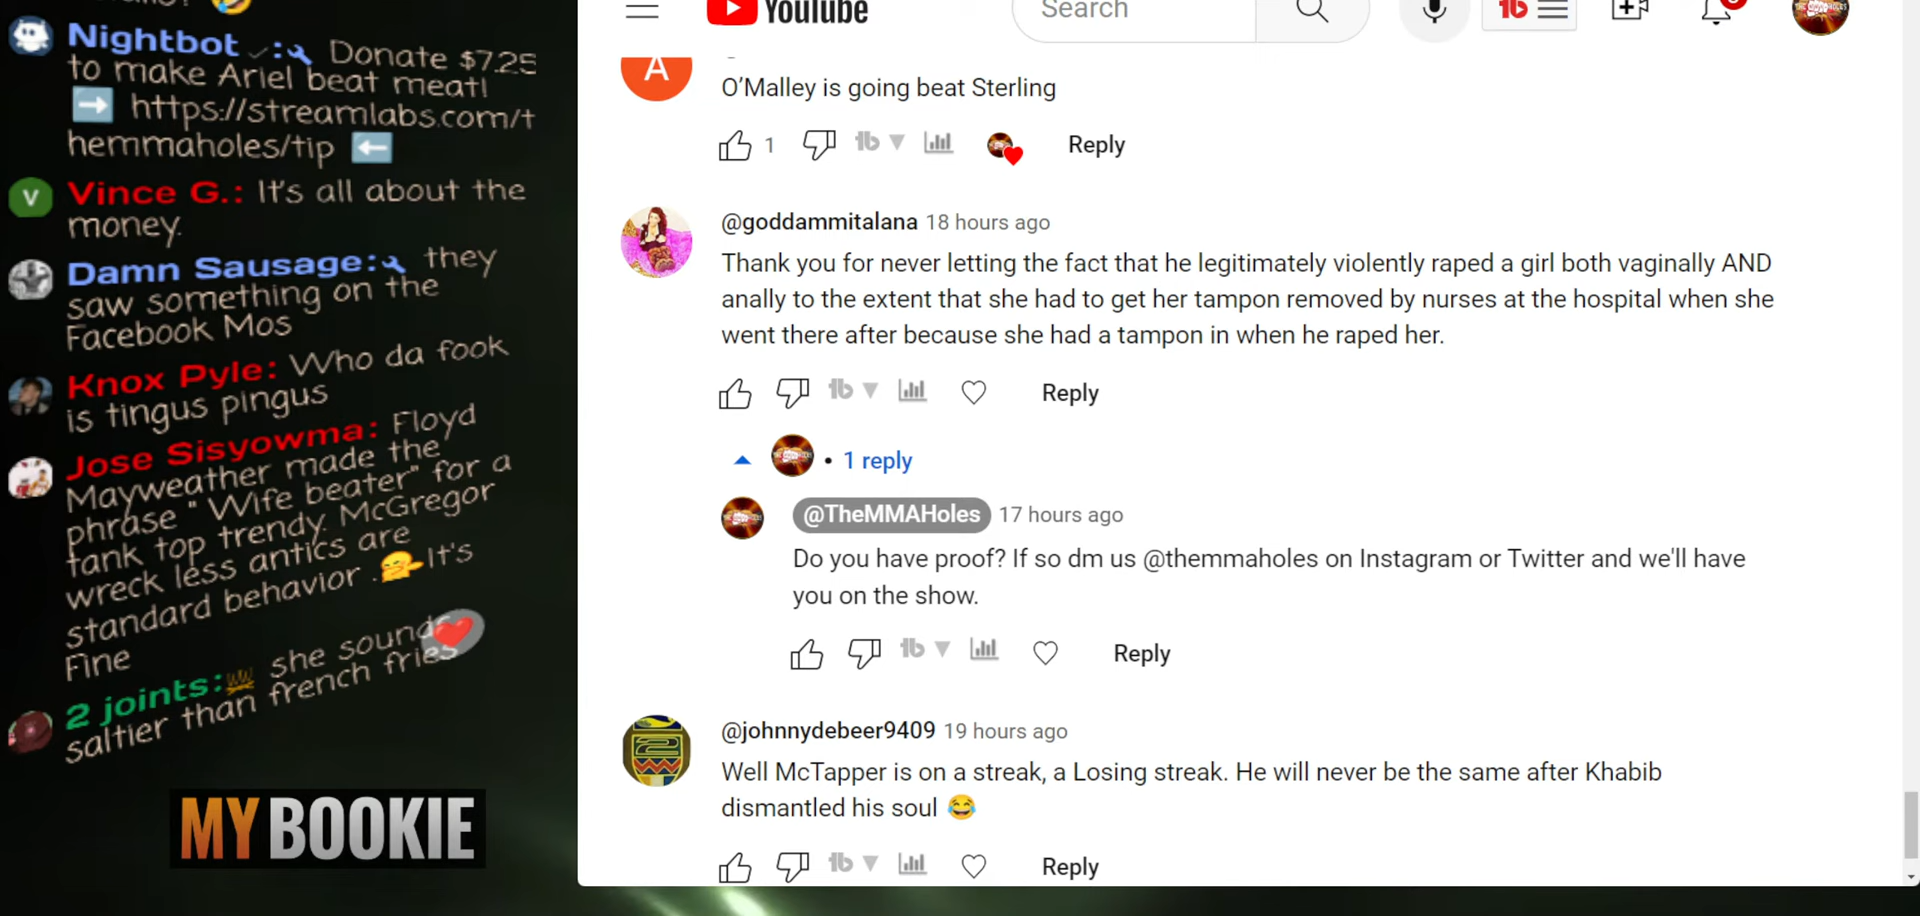 Nightbot ✓:🔧 Donate $7.25
to make Ariel beat meat!
➡️ https://streamlabs.com/t
hemmaholes/tip ⬅️
Vince G.: It's all about the
money.
Damn Sausage:🔧 they
saw something on the
Facebook Mos
Knox Pyle: Who da fook
is tingus pingus
Jose Sisyowma: Floyd
Mayweather made the
phrase " Wife beater" for a
tank top trendy. McGregor
wreck less antics are
standard behavior . It's
Fine
2 joints: she sounds
saltier than french fries
MYBOOKIE
YouTube
Search
A
O’Malley is going beat Sterling
1
Reply
@goddammitalana 18 hours ago
Thank you for never letting the fact that he legitimately violently raped a girl both vaginally AND
anally to the extent that she had to get her tampon removed by nurses at the hospital when she
went there after because she had a tampon in when he raped her.
Reply
• 1 reply
@TheMMAHoles 17 hours ago
Do you have proof? If so dm us @themmaholes on Instagram or Twitter and we'll have
you on the show.
Reply
@johnnydebeer9409 19 hours ago
Well McTapper is on a streak, a Losing streak. He will never be the same after Khabib
dismantled his soul 😂
Reply